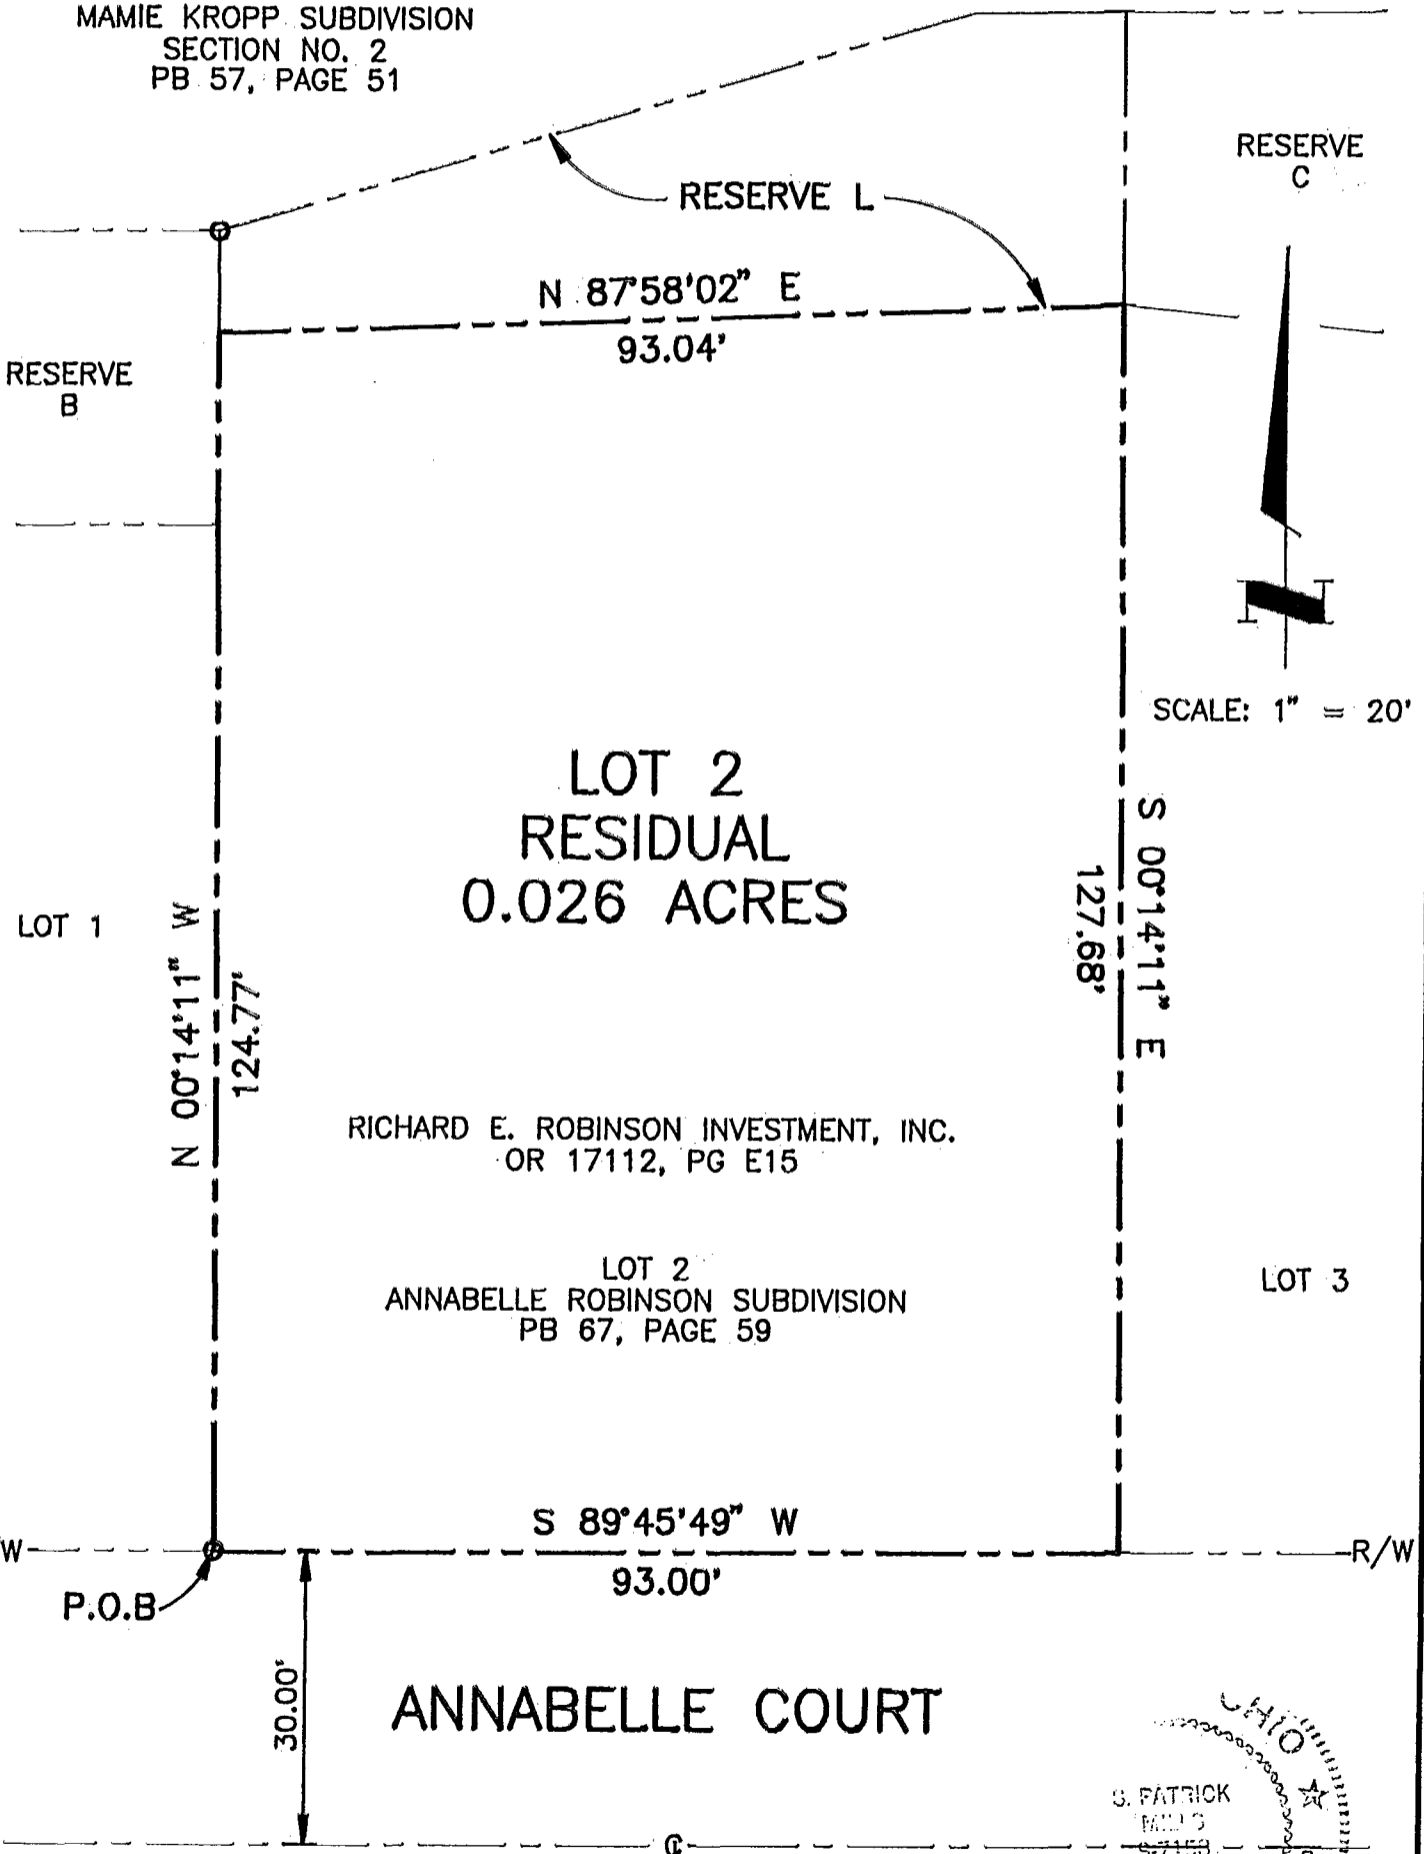 MAMIE KROPP SUBDIVISION
SECTION NO. 2
PB 57, PAGE 51
RESERVE
C
RESERVE L
N 87°58'02" E
93.04'
RESERVE
B
SCALE: 1" = 20'
LOT 2
RESIDUAL
0.026 ACRES
S 00°14'11" E
127.68'
LOT 1
N 00°14'11" W
124.77'
RICHARD E. ROBINSON INVESTMENT, INC.
OR 17112, PG E15
LOT 2
ANNABELLE ROBINSON SUBDIVISION
PB 67, PAGE 59
LOT 3
S 89°45'49" W
93.00'
W
R/W
P.O.B
30.00'
ANNABELLE COURT
OHIO
PATRICK